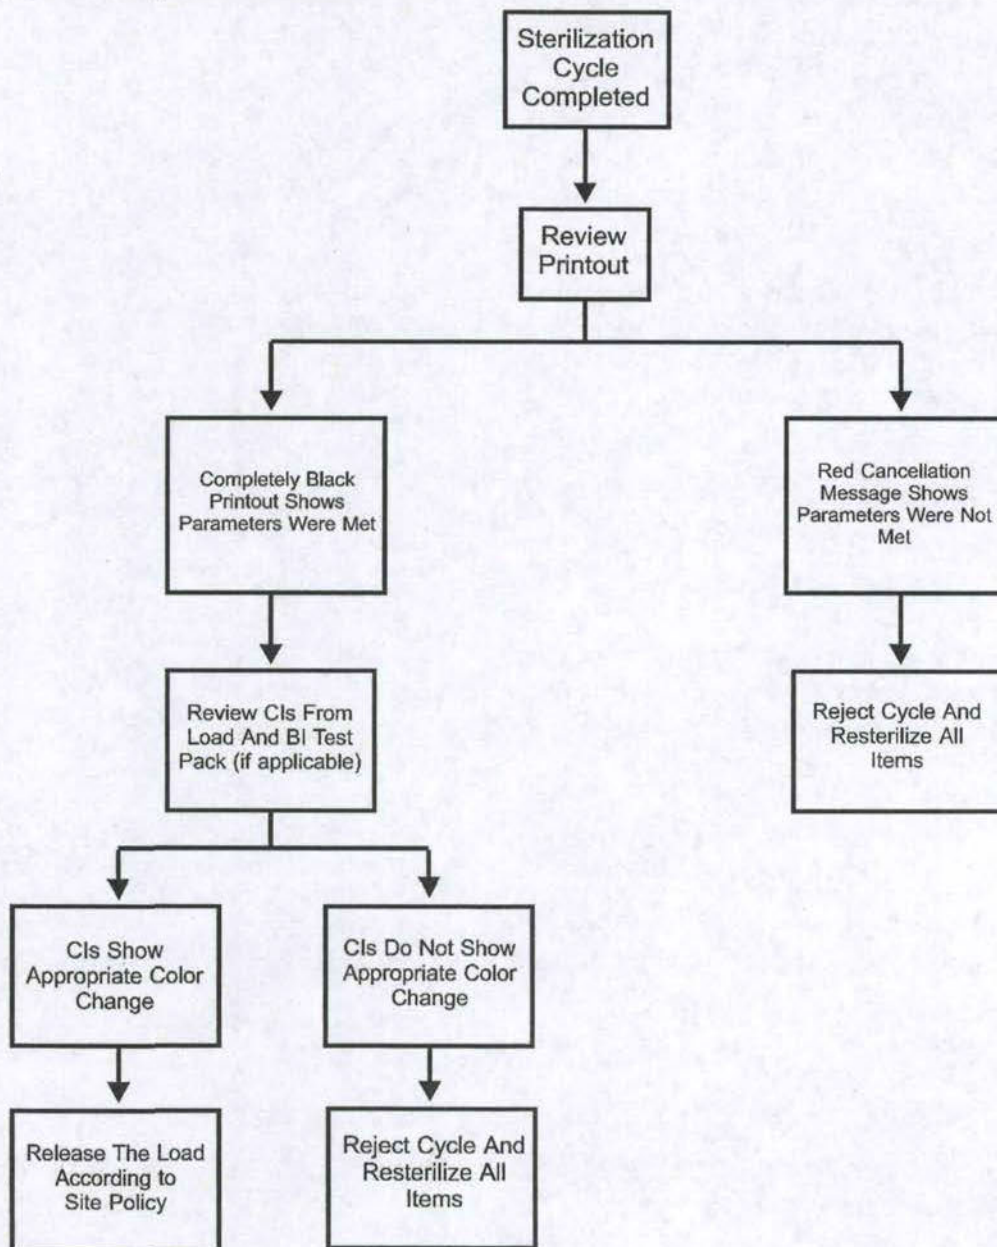 Sterilization
Cycle
Completed
Review
Printout
Completely Black
Printout Shows
Parameters Were Met
Red Cancellation
Message Shows
Parameters Were Not
Met
Review CIs From
Load And BI Test
Pack (if applicable)
Reject Cycle And
Resterilize All
Items
CIs Show
Appropriate Color
Change
CIs Do Not Show
Appropriate Color
Change
Release The Load
According to
Site Policy
Reject Cycle And
Resterilize All
Items